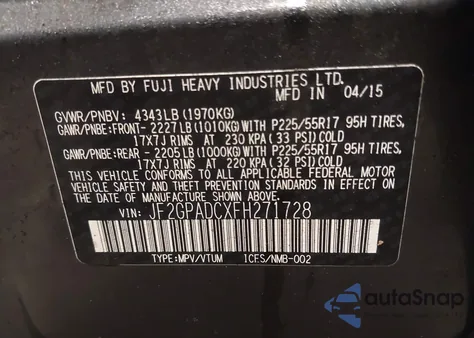 MFD BY FUJI HEAVY INDUSTRIES LTD.
MFD IN 04/15
GVWR/PNBV: 4343LB (1970KG)
GAWR/PNBE: FRONT- 2227LB (1010KG) WITH P225/55R17 95H TIRES,
17X7J RIMS AT 230 KPA (33 PSI) COLD
GAWR/PNBE: REAR - 2205LB (1000KG) WITH P225/55R17 95H TIRES,
17X7J RIMS AT 220 KPA (32 PSI) COLD
THIS VEHICLE CONFORMS TO ALL APPLICABLE FEDERAL MOTOR
VEHICLE SAFETY AND THEFT PREVENTION STANDARDS IN EFFECT ON
THE DATE OF MANUFACTURE SHOWN ABOVE.
VIN: JF2GPADCXFH271728
TYPE: MPV/VTUM 1CFS/NMB-002
autoSnap